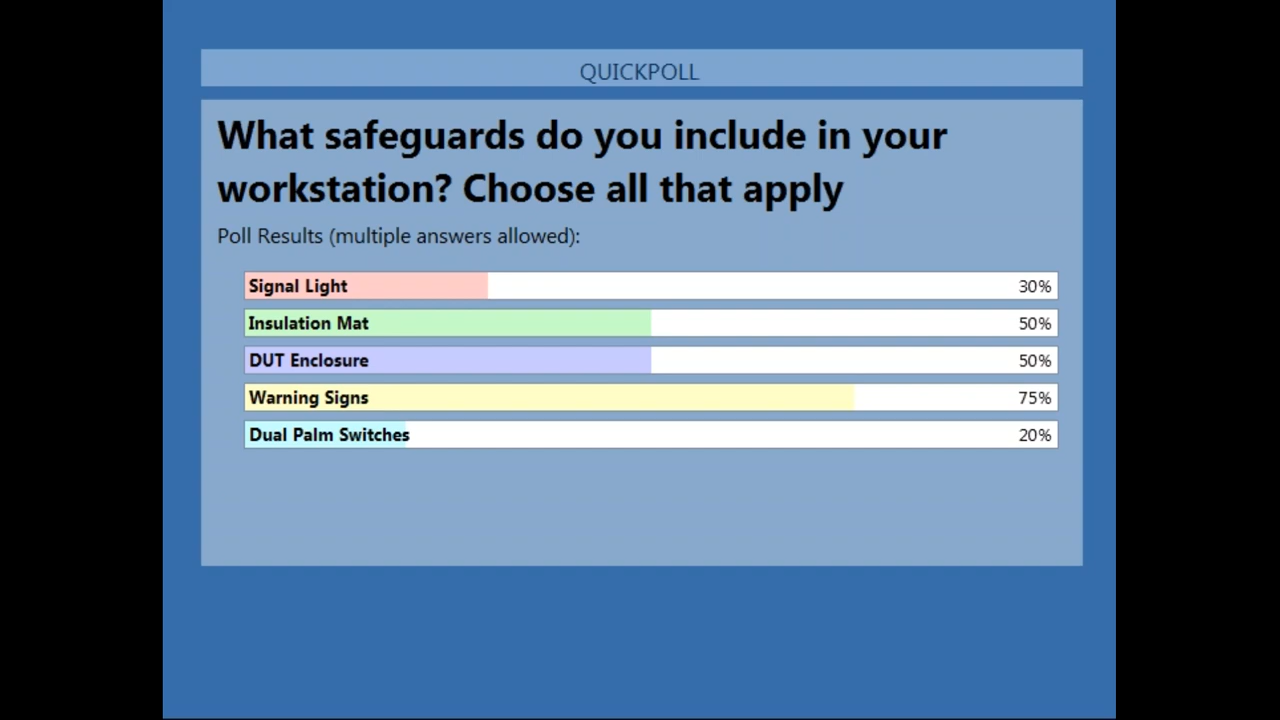 QUICKPOLL
What safeguards do you include in your
workstation? Choose all that apply
Poll Results (multiple answers allowed):
Signal Light 30%
Insulation Mat 50%
DUT Enclosure 50%
Warning Signs 75%
Dual Palm Switches 20%